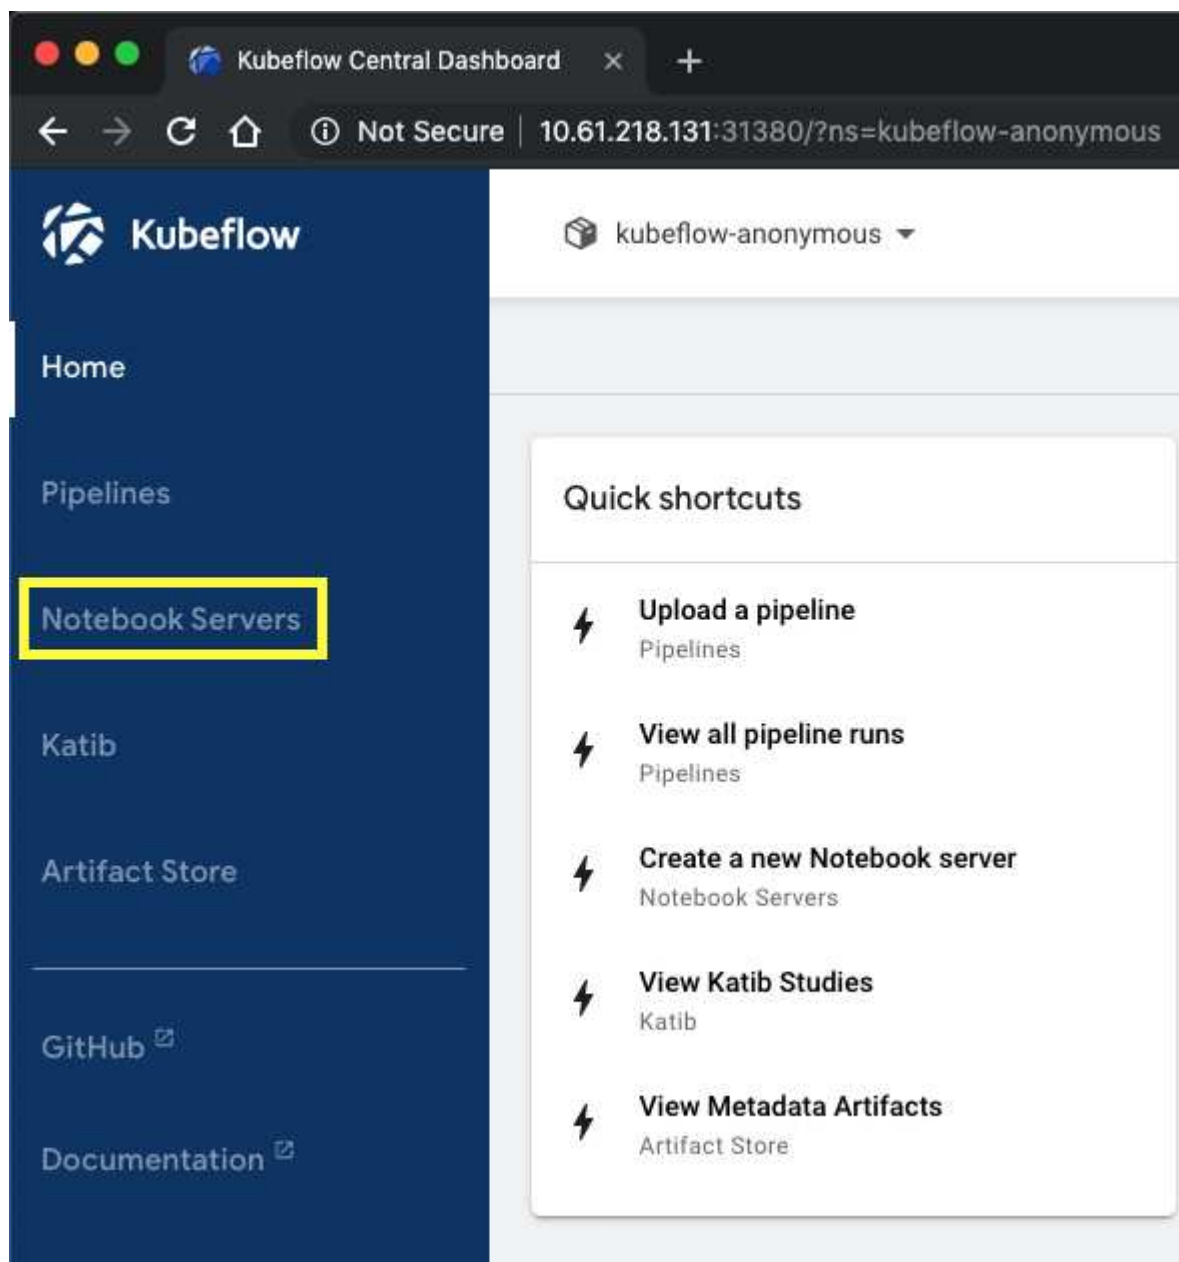 Kubeflow Central Dashboard
Not Secure | 10.61.218.131:31380/?ns=kubeflow-anonymous
Kubeflow
kubeflow-anonymous
Home
Pipelines
Notebook Servers
Katib
Artifact Store
GitHub
Documentation
Quick shortcuts
Upload a pipeline
Pipelines
View all pipeline runs
Pipelines
Create a new Notebook server
Notebook Servers
View Katib Studies
Katib
View Metadata Artifacts
Artifact Store